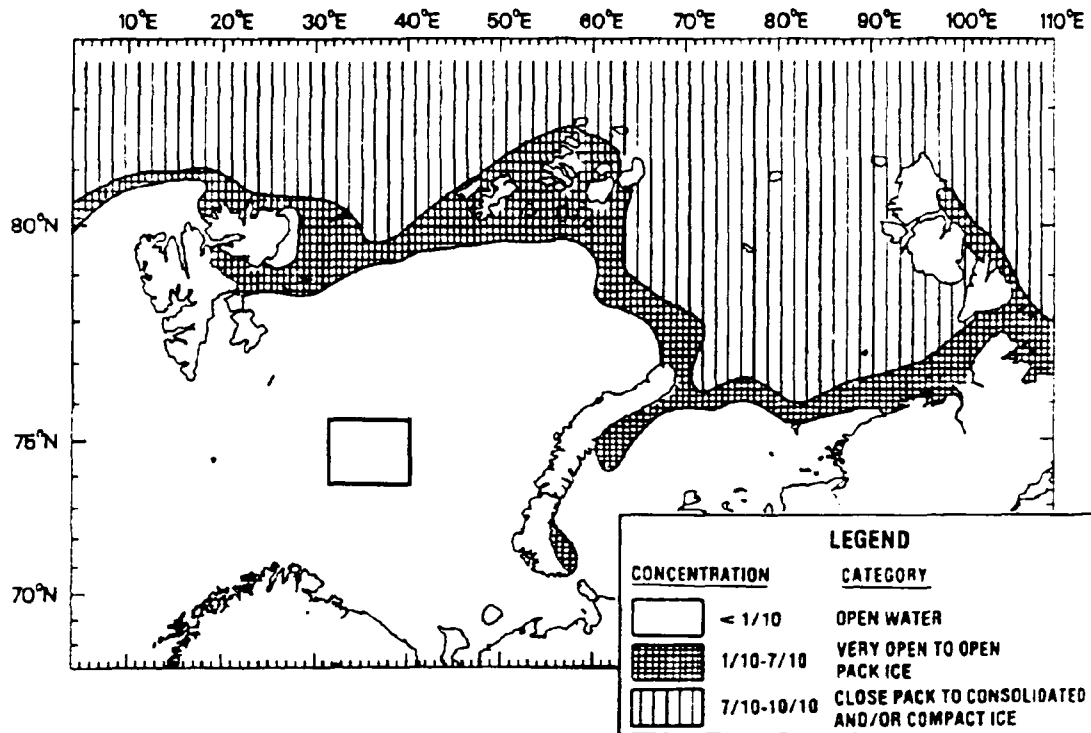 10°E 20°E 30°E 40°E 50°E 60°E 70°E 80°E 90°E 100°E 110°E
80°N
75°N
70°N
LEGEND
CONCENTRATION CATEGORY
< 1/10 OPEN WATER
1/10-7/10 VERY OPEN TO OPEN
PACK ICE
7/10-10/10 CLOSE PACK TO CONSOLIDATED
AND/OR COMPACT ICE